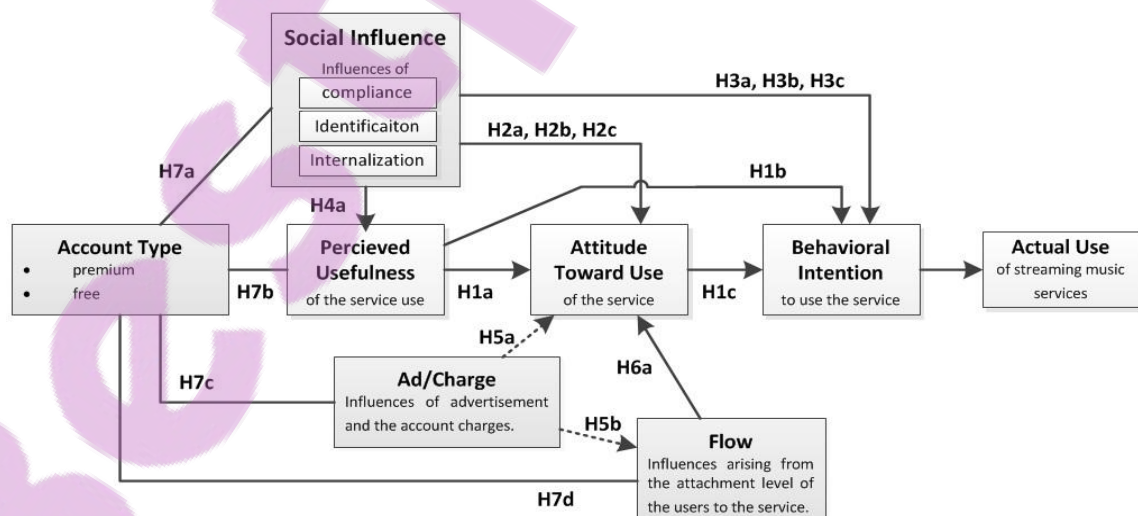 Social Influence
Influences of
compliance
Identificaiton
Internalization
H3a, H3b, H3c
H2a, H2b, H2c
H7a
H4a
H1b
Account Type
• premium
• free
H7b
Percieved
Usefulness
of the service use
H1a
Attitude
Toward Use
of the service
H1c
Behavioral
Intention
to use the service
Actual Use
of streaming music
services
H5a
H6a
H7c
Ad/Charge
Influences of advertisement
and the account charges.
H5b
Flow
Influences arising from
the attachment level of
the users to the service.
H7d